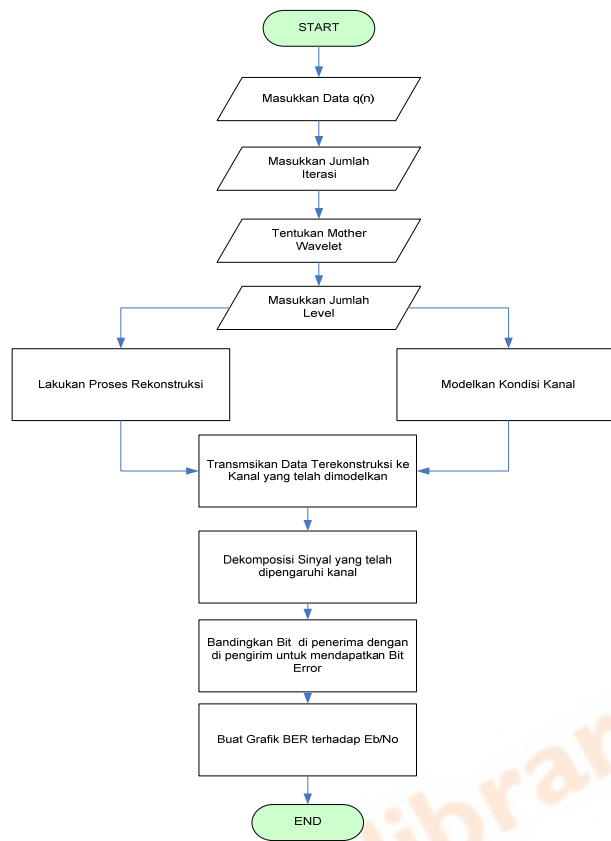 START
Masukkan Data q(n)
Masukkan Jumlah
Iterasi
Tentukan Mother
Wavelet
Masukkan Jumlah
Level
Lakukan Proses Rekonstruksi
Modelkan Kondisi Kanal
Transmsikan Data Terekonstruksi ke
Kanal yang telah dimodelkan
Dekomposisi Sinyal yang telah
dipengaruhi kanal
Bandingkan Bit di penerima dengan
di pengirim untuk mendapatkan Bit
Error
Buat Grafik BER terhadap Eb/No
END